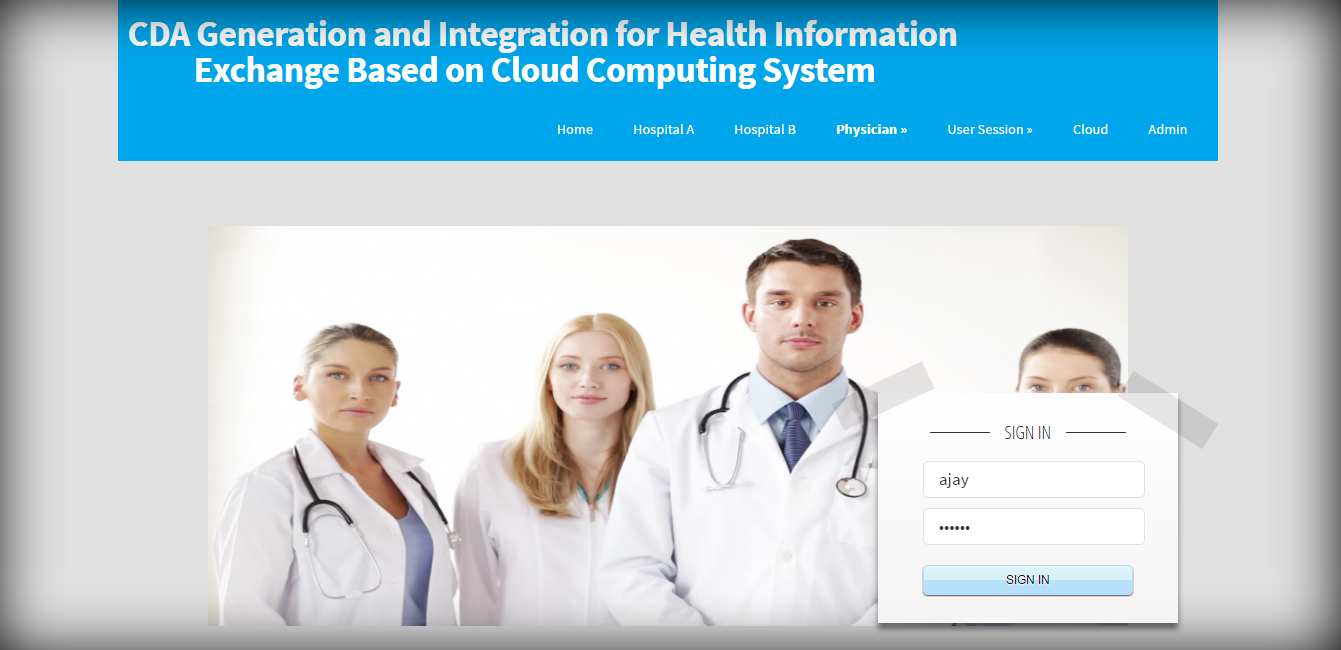 CDA Generation and Integration for Health Information
Exchange Based on Cloud Computing System
Home Hospital A Hospital B Physician » User Session » Cloud Admin
SIGN IN
ajay
••••••
SIGN IN